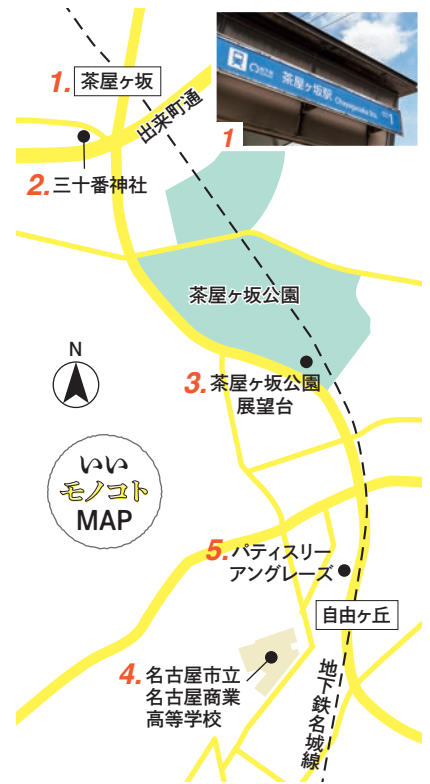 1. 茶屋ヶ坂
出来町通
茶屋ヶ坂駅
Chayagasaka Sta.
1
1
2. 三十番神社
茶屋ヶ坂公園
N
3. 茶屋ヶ坂公園
展望台
いい
モノコト
MAP
5. パティスリー
アングレーズ
自由ヶ丘
4. 名古屋市立
名古屋商業
高等学校
地下鉄名城線